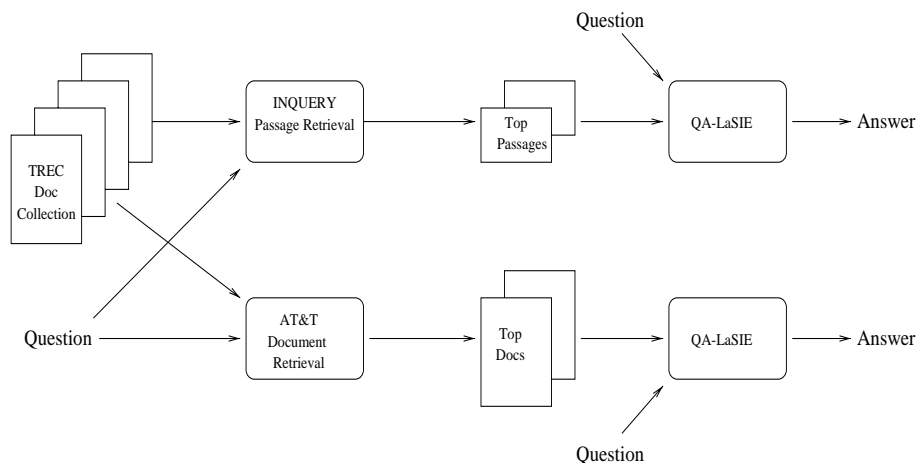 Question
INQUERY
Passage Retrieval
Top
Passages
QA-LaSIE
Answer
TREC
Doc
Collection
Question
AT&T
Document
Retrieval
Top
Docs
QA-LaSIE
Answer
Question